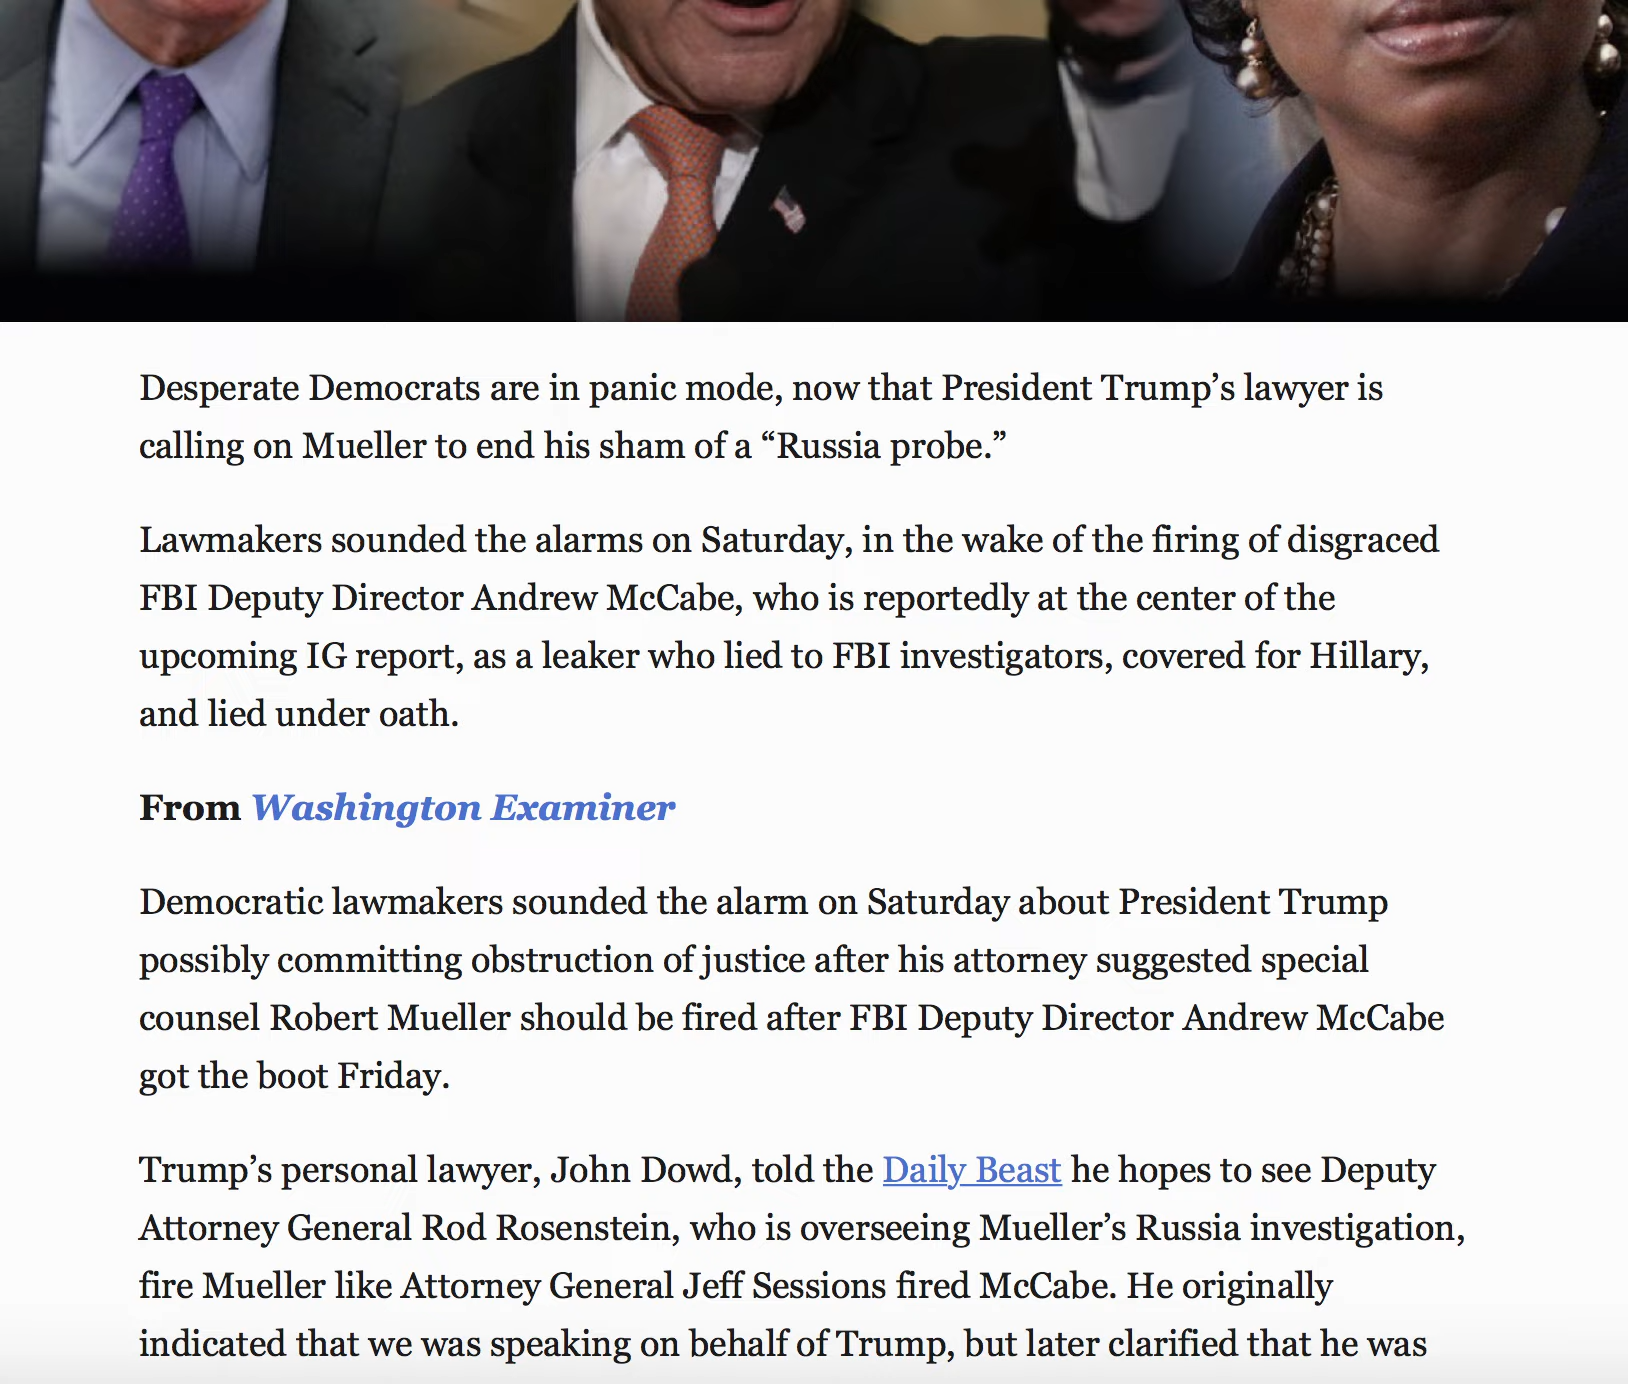 Desperate Democrats are in panic mode, now that President Trump’s lawyer is
calling on Mueller to end his sham of a “Russia probe.”
Lawmakers sounded the alarms on Saturday, in the wake of the firing of disgraced
FBI Deputy Director Andrew McCabe, who is reportedly at the center of the
upcoming IG report, as a leaker who lied to FBI investigators, covered for Hillary,
and lied under oath.
From Washington Examiner
Democratic lawmakers sounded the alarm on Saturday about President Trump
possibly committing obstruction of justice after his attorney suggested special
counsel Robert Mueller should be fired after FBI Deputy Director Andrew McCabe
got the boot Friday.
Trump’s personal lawyer, John Dowd, told the Daily Beast he hopes to see Deputy
Attorney General Rod Rosenstein, who is overseeing Mueller’s Russia investigation,
fire Mueller like Attorney General Jeff Sessions fired McCabe. He originally
indicated that we was speaking on behalf of Trump, but later clarified that he was